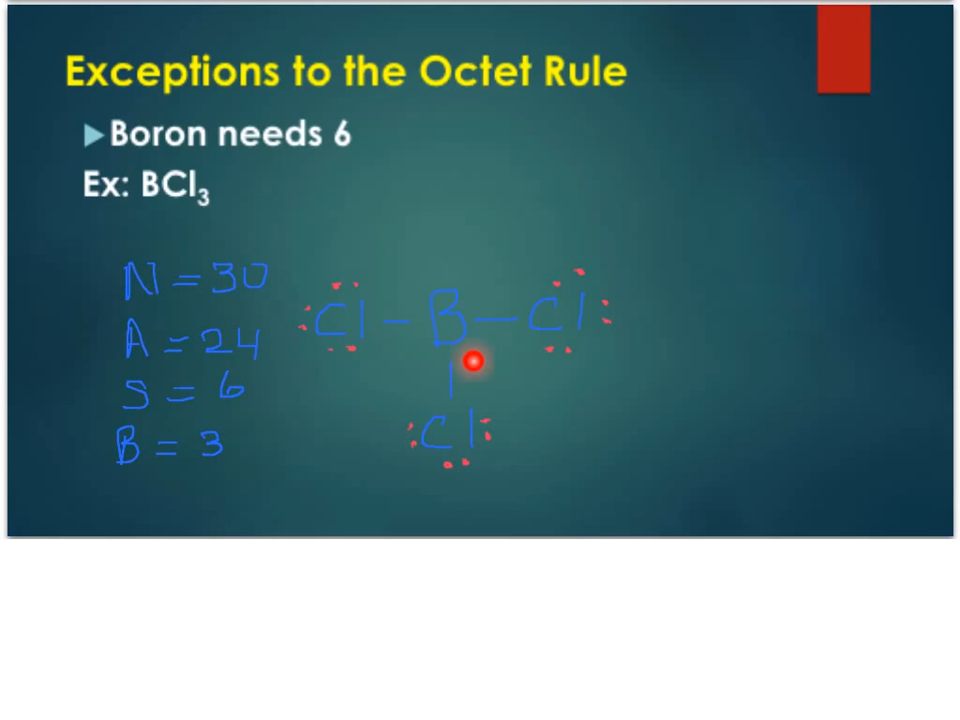 Exceptions to the Octet Rule
Boron needs 6
Ex: BCl₃
N = 30
A = 24
S = 6
B = 3
:Cl - B - Cl:
:Cl: